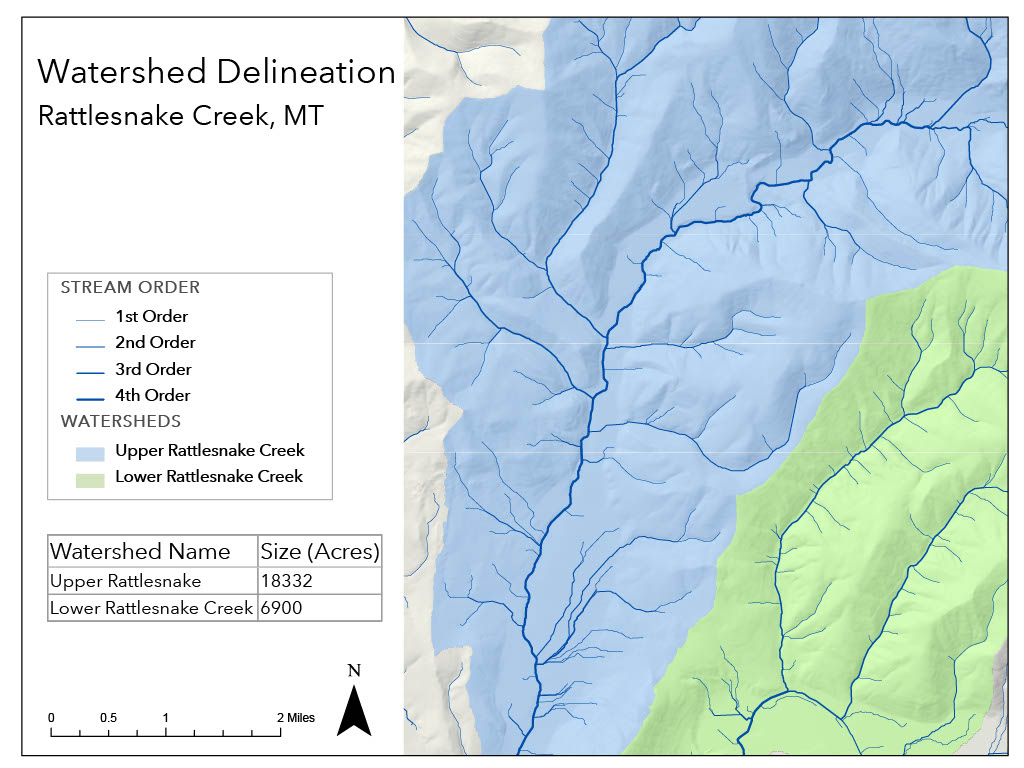 Watershed Delineation
Rattlesnake Creek, MT
STREAM ORDER
1st Order
2nd Order
3rd Order
4th Order
WATERSHEDS
Upper Rattlesnake Creek
Lower Rattlesnake Creek
Watershed Name Size (Acres)
Upper Rattlesnake 18332
Lower Rattlesnake Creek 6900
N
0 0.5 1 2 Miles